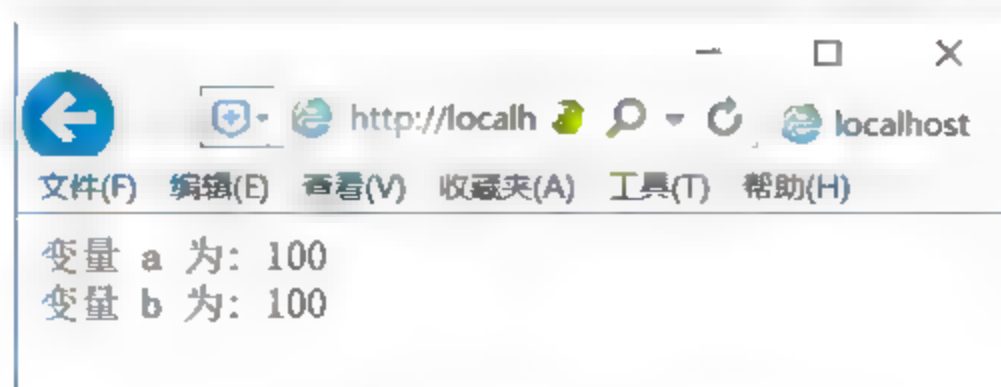 http://localh localhost
文件(F) 编辑(E) 查看(V) 收藏夹(A) 工具(T) 帮助(H)
变量 a 为: 100
变量 b 为: 100